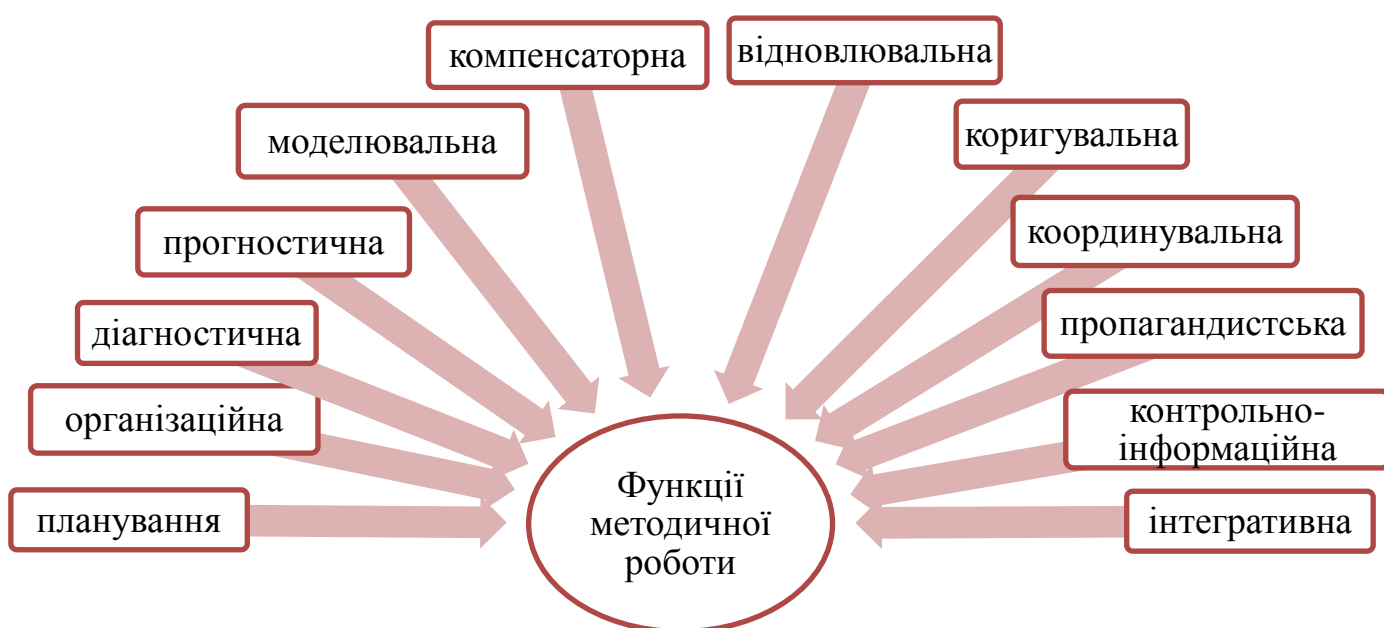 компенсаторна
відновлювальна
моделювальна
коригувальна
прогностична
координувальна
діагностична
пропагандистська
організаційна
контрольно-
інформаційна
планування
інтегративна
Функції
методичної
роботи